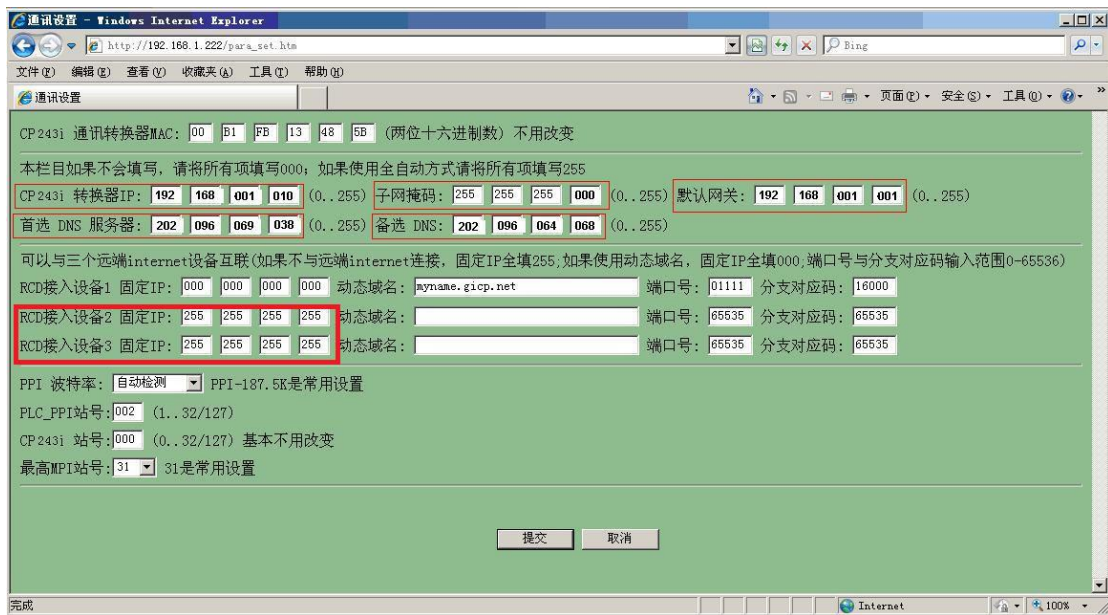 通讯设置 - Windows Internet Explorer
http://192.168.1.222/para_set.htm Bing
文件(F) 编辑(E) 查看(V) 收藏夹(A) 工具(T) 帮助(H)
通讯设置 页面(P) 安全(S) 工具(O)
CP243i 通讯转换器MAC: 00 B1 FB 13 48 5B (两位十六进制数) 不用改变
本栏目如果不会填写, 请将所有项填写000; 如果使用全自动方式请将所有项填写255
CP243i 转换器IP: 192 168 001 010 (0..255) 子网掩码: 255 255 255 000 (0..255) 默认网关: 192 168 001 001 (0..255)
首选 DNS 服务器: 202 096 069 038 (0..255) 备选 DNS: 202 096 064 068 (0..255)
可以与三个远端internet设备互联(如果不与远端internet连接, 固定IP全填255;如果使用动态域名, 固定IP全填000;端口号与分支对应码输入范围0-65536)
RCD接入设备1 固定IP: 000 000 000 000 动态域名: myname.gicp.net 端口号: 01111 分支对应码: 16000
RCD接入设备2 固定IP: 255 255 255 255 动态域名: 端口号: 65535 分支对应码: 65535
RCD接入设备3 固定IP: 255 255 255 255 动态域名: 端口号: 65535 分支对应码: 65535
PPI 波特率: 自动检测 PPI-187.5K是常用设置
PLC_PPI站号: 002 (1..32/127)
CP243i 站号: 000 (0..32/127) 基本不用改变
最高MPI站号: 31 31是常用设置
提交 取消
完成 Internet 100%